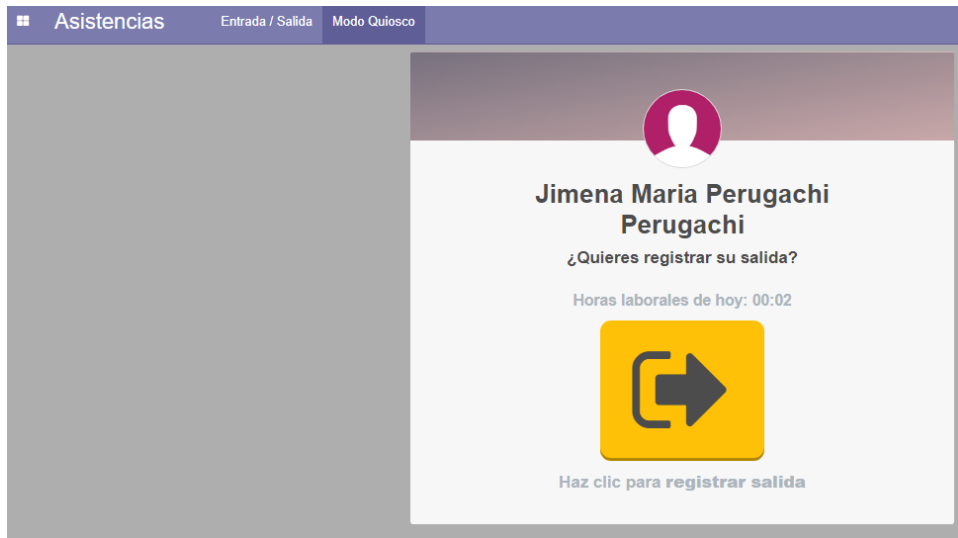 Asistencias Entrada / Salida Modo Quiosco
Jimena Maria Perugachi
Perugachi
¿Quieres registrar su salida?
Horas laborales de hoy: 00:02
Haz clic para registrar salida